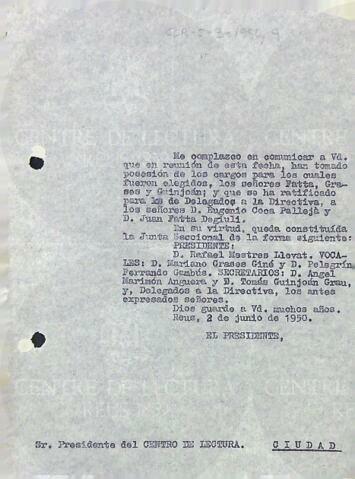 Me complazco en comunicar a Vd.
que en reunión de esta fecha, han tomado
posesión de los cargos para los cuales
fueron elegidos, los señores Fatta, Gra-
ses y Guinjoán; y que se ha ratificado
para de Delegados a la Directiva, a
los señores D. Eugenio Coca Pallejá y
D. Juan Fatta Degiuli.
En su virtud, queda constituída
la Junta Seccional de la forma siguiente:
PRESIDENTE:
D. Rafael Mestres Llevat. VOCA-
LES: D. Mariano Grases Giné y D. Pelegrín
Ferrando Gambús. SECRETARIOS: D. Angel
Marimón Anguera y D. Tomás Guinjoán Grau,
y, Delegados a la Directiva, los antes
expresados señores.
Dios guarde a Vd. muchos años.
Reus, 2 de junio de 1950.
EL PRESIDENTE,
Sr. Presidente del CENTRO DE LECTURA. CIUDAD